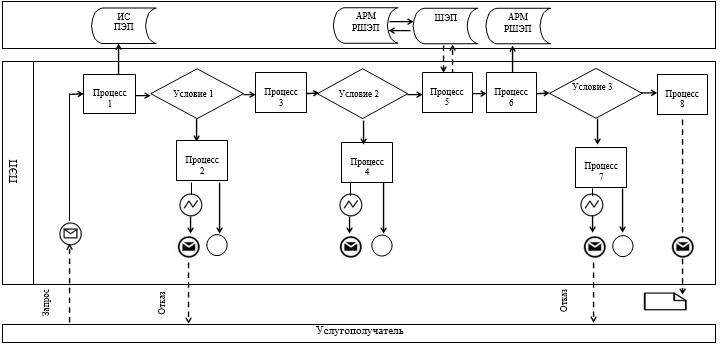 ИС
ПЭП
АРМ
РШЭП
ШЭП
АРМ
РШЭП
Процесс
1
Условие 1
Процесс
3
Условие 2
Процесс
5
Процесс
6
Условие 3
Процесс
8
Процесс
2
Процесс
4
Процесс
7
ПЭП
Запрос
Отказ
Отказ
Услугополучатель